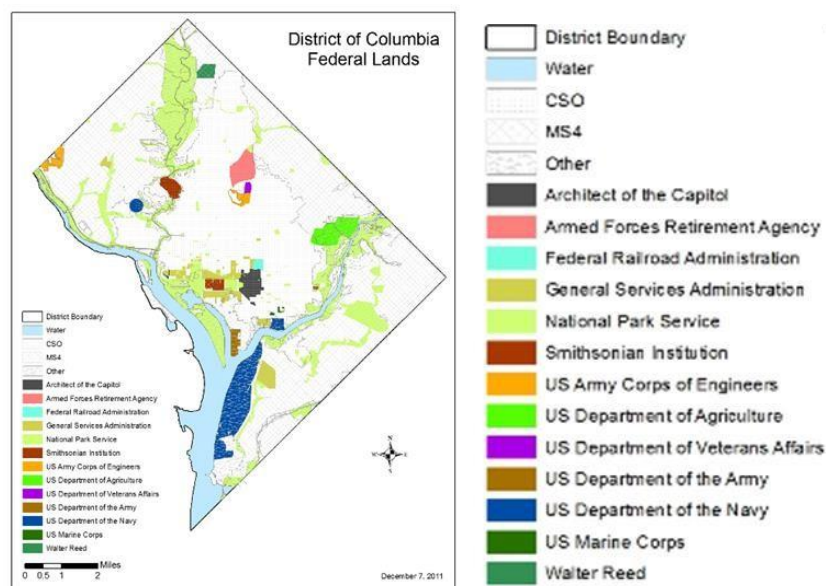 District of Columbia
Federal Lands
District Boundary
Water
CSO
MS4
Other
Architect of the Capitol
Armed Forces Retirement Agency
Federal Railroad Administration
General Services Administration
National Park Service
Smithsonian Institution
US Army Corps of Engineers
US Department of Agriculture
US Department of Veterans Affairs
US Department of the Army
US Department of the Navy
US Marine Corps
Walter Reed
Miles
0 0.5 1 2
N
W E
S
December 7, 2011
District Boundary
Water
CSO
MS4
Other
Architect of the Capitol
Armed Forces Retirement Agency
Federal Railroad Administration
General Services Administration
National Park Service
Smithsonian Institution
US Army Corps of Engineers
US Department of Agriculture
US Department of Veterans Affairs
US Department of the Army
US Department of the Navy
US Marine Corps
Walter Reed